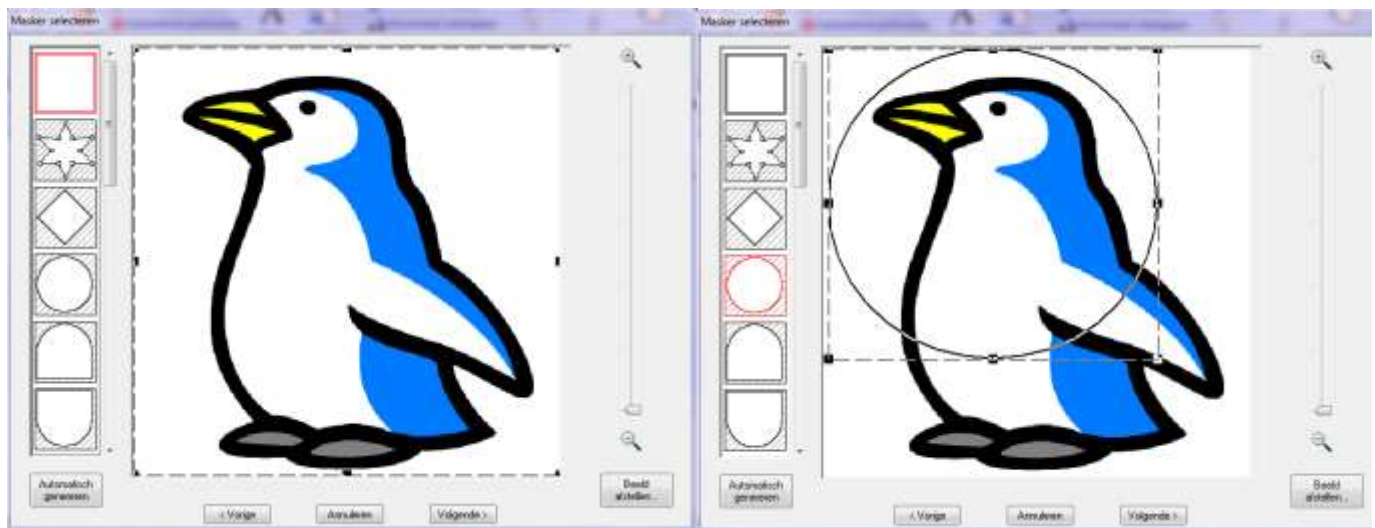 Masker selecteren
Automatisch
genereren
Beeld
afstellen...
< Vorige
Annuleren
Volgende >
Masker selecteren
Automatisch
genereren
Beeld
afstellen...
< Vorige
Annuleren
Volgende >